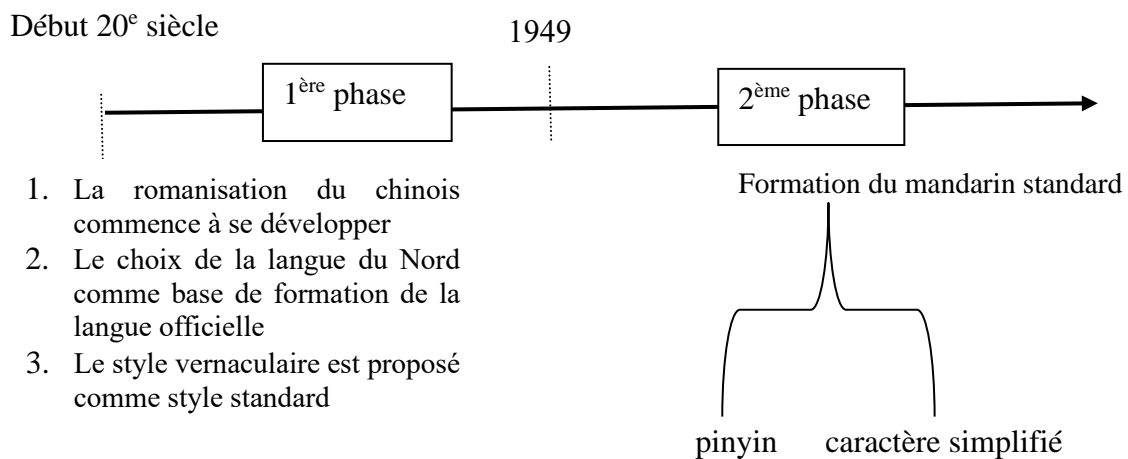 Début 20e siècle
1949
1ère phase
2ème phase
1. La romanisation du chinois
commence à se développer
2. Le choix de la langue du Nord
comme base de formation de la
langue officielle
3. Le style vernaculaire est proposé
comme style standard
Formation du mandarin standard
pinyin
caractère simplifié